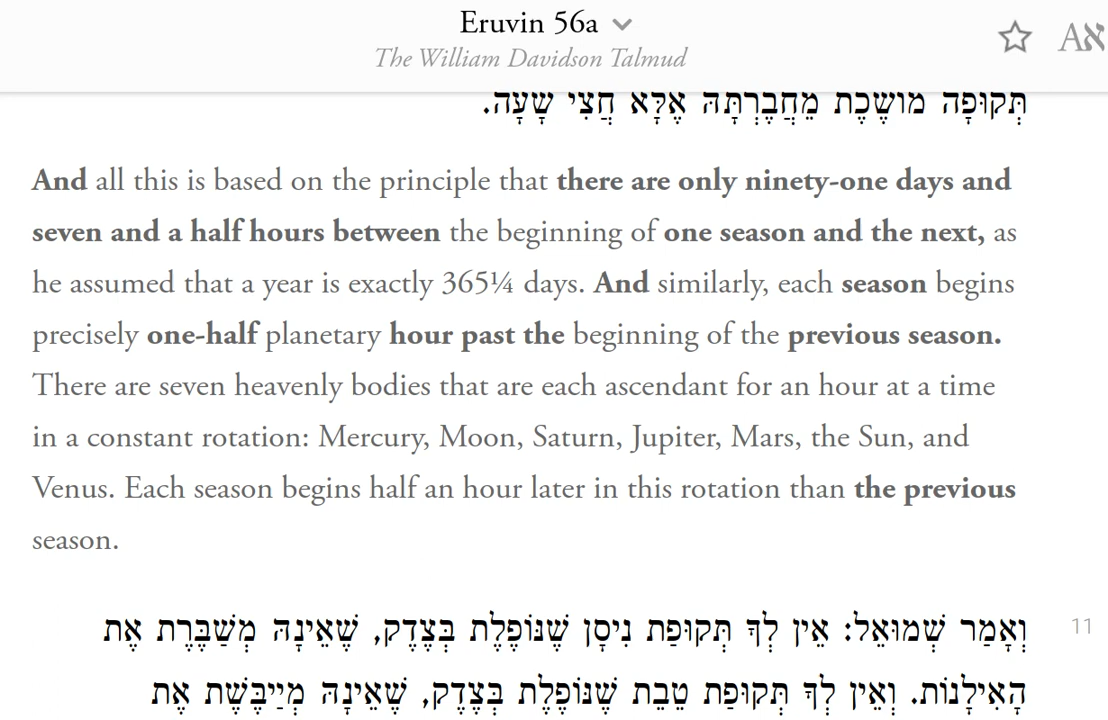 Eruvin 56a
The William Davidson Talmud
Aא
תְּקוּפָה מוֹשֶׁכֶת מֵחֲבֶרְתָּהּ אֶלָּא חֲצִי שָׁעָה.
And all this is based on the principle that there are only ninety-one days and
seven and a half hours between the beginning of one season and the next, as
he assumed that a year is exactly 365¼ days. And similarly, each season begins
precisely one-half planetary hour past the beginning of the previous season.
There are seven heavenly bodies that are each ascendant for an hour at a time
in a constant rotation: Mercury, Moon, Saturn, Jupiter, Mars, the Sun, and
Venus. Each season begins half an hour later in this rotation than the previous
season.
11
וְאָמַר שְׁמוּאֵל: אֵין לְךָ תְּקוּפַת נִיסָן שֶׁנּוֹפֶלֶת בְּצֶדֶק, שֶׁאֵינָהּ מְשַׁבֶּרֶת אֶת
הָאִילָנוֹת. וְאֵין לְךָ תְּקוּפַת טֵבֵת שֶׁנּוֹפֶלֶת בְּצֶדֶק, שֶׁאֵינָהּ מְיַיבֶּשֶׁת אֶת